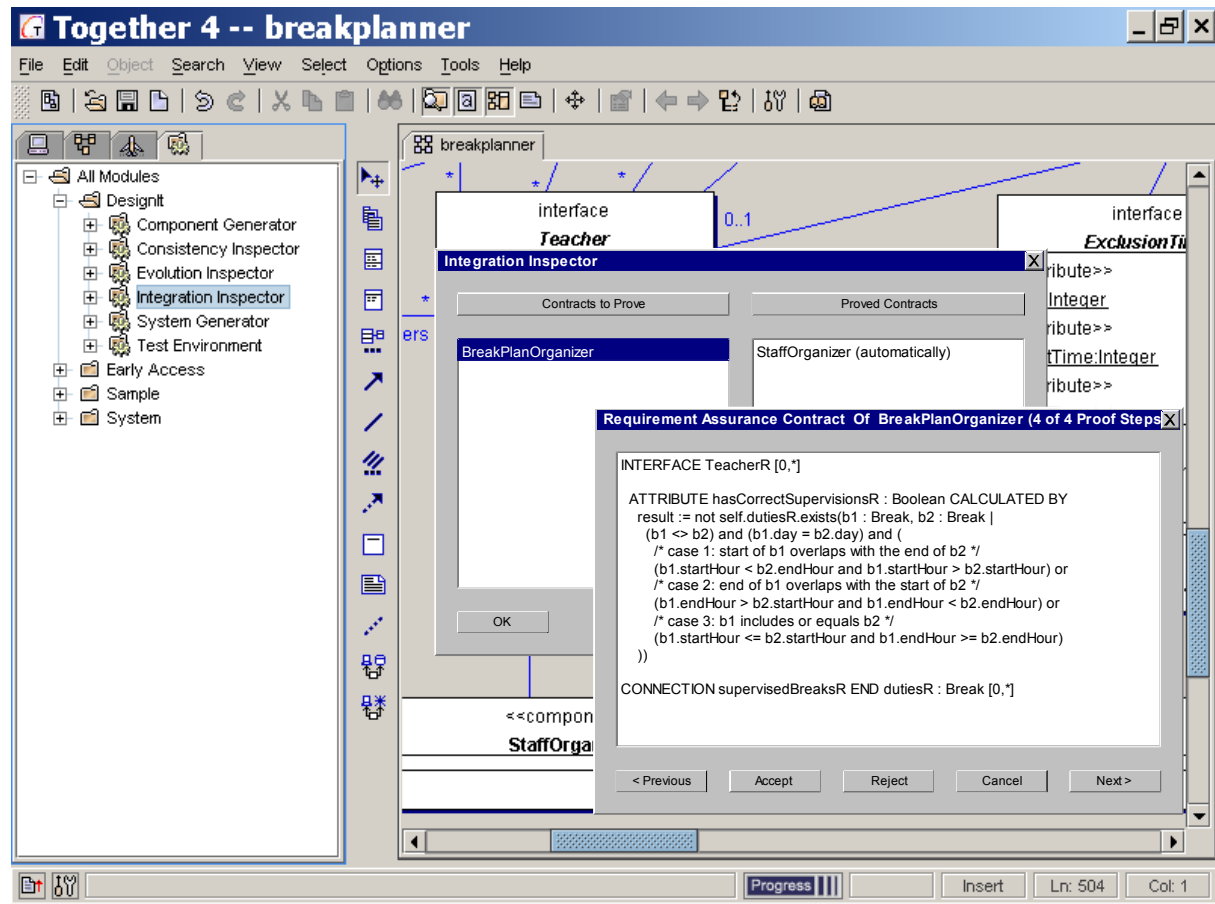 Together 4 -- breakplanner
File Edit Object Search View Select Options Tools Help
breakplanner
All Modules
DesignIt
Component Generator
Consistency Inspector
Evolution Inspector
Integration Inspector
System Generator
Test Environment
Early Access
Sample
System
* * *
interface
Teacher
0..1
interface
*
ers
Integration Inspector
Contracts to Prove
Proved Contracts
BreakPlanOrganizer
StaffOrganizer (automatically)
OK
ribute>>
:Integer
ribute>>
tTime:Integer
ribute>>
Requirement Assurance Contract Of BreakPlanOrganizer (4 of 4 Proof Steps
INTERFACE TeacherR [0,*]
ATTRIBUTE hasCorrectSupervisionsR : Boolean CALCULATED BY
result := not self.dutiesR.exists(b1 : Break, b2 : Break |
(b1 <> b2) and (b1.day = b2.day) and (
/* case 1: start of b1 overlaps with the end of b2 */
(b1.startHour < b2.endHour and b1.startHour > b2.startHour) or
/* case 2: end of b1 overlaps with the start of b2 */
(b1.endHour > b2.startHour and b1.endHour < b2.endHour) or
/* case 3: b1 includes or equals b2 */
(b1.startHour <= b2.startHour and b1.endHour >= b2.endHour)
))
CONNECTION supervisedBreaksR END dutiesR : Break [0,*]
< Previous
Accept
Reject
Cancel
Next >
<<compon
StaffOrga
Progress
Insert
Ln: 504
Col: 1